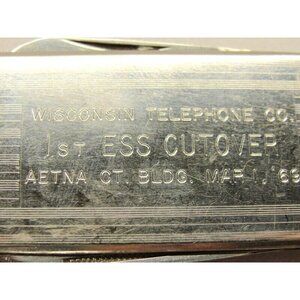 WISCONSIN TELEPHONE CO.
1ST ESS CUTOVER
AETNA CT. BLDG. MAR 1, 69